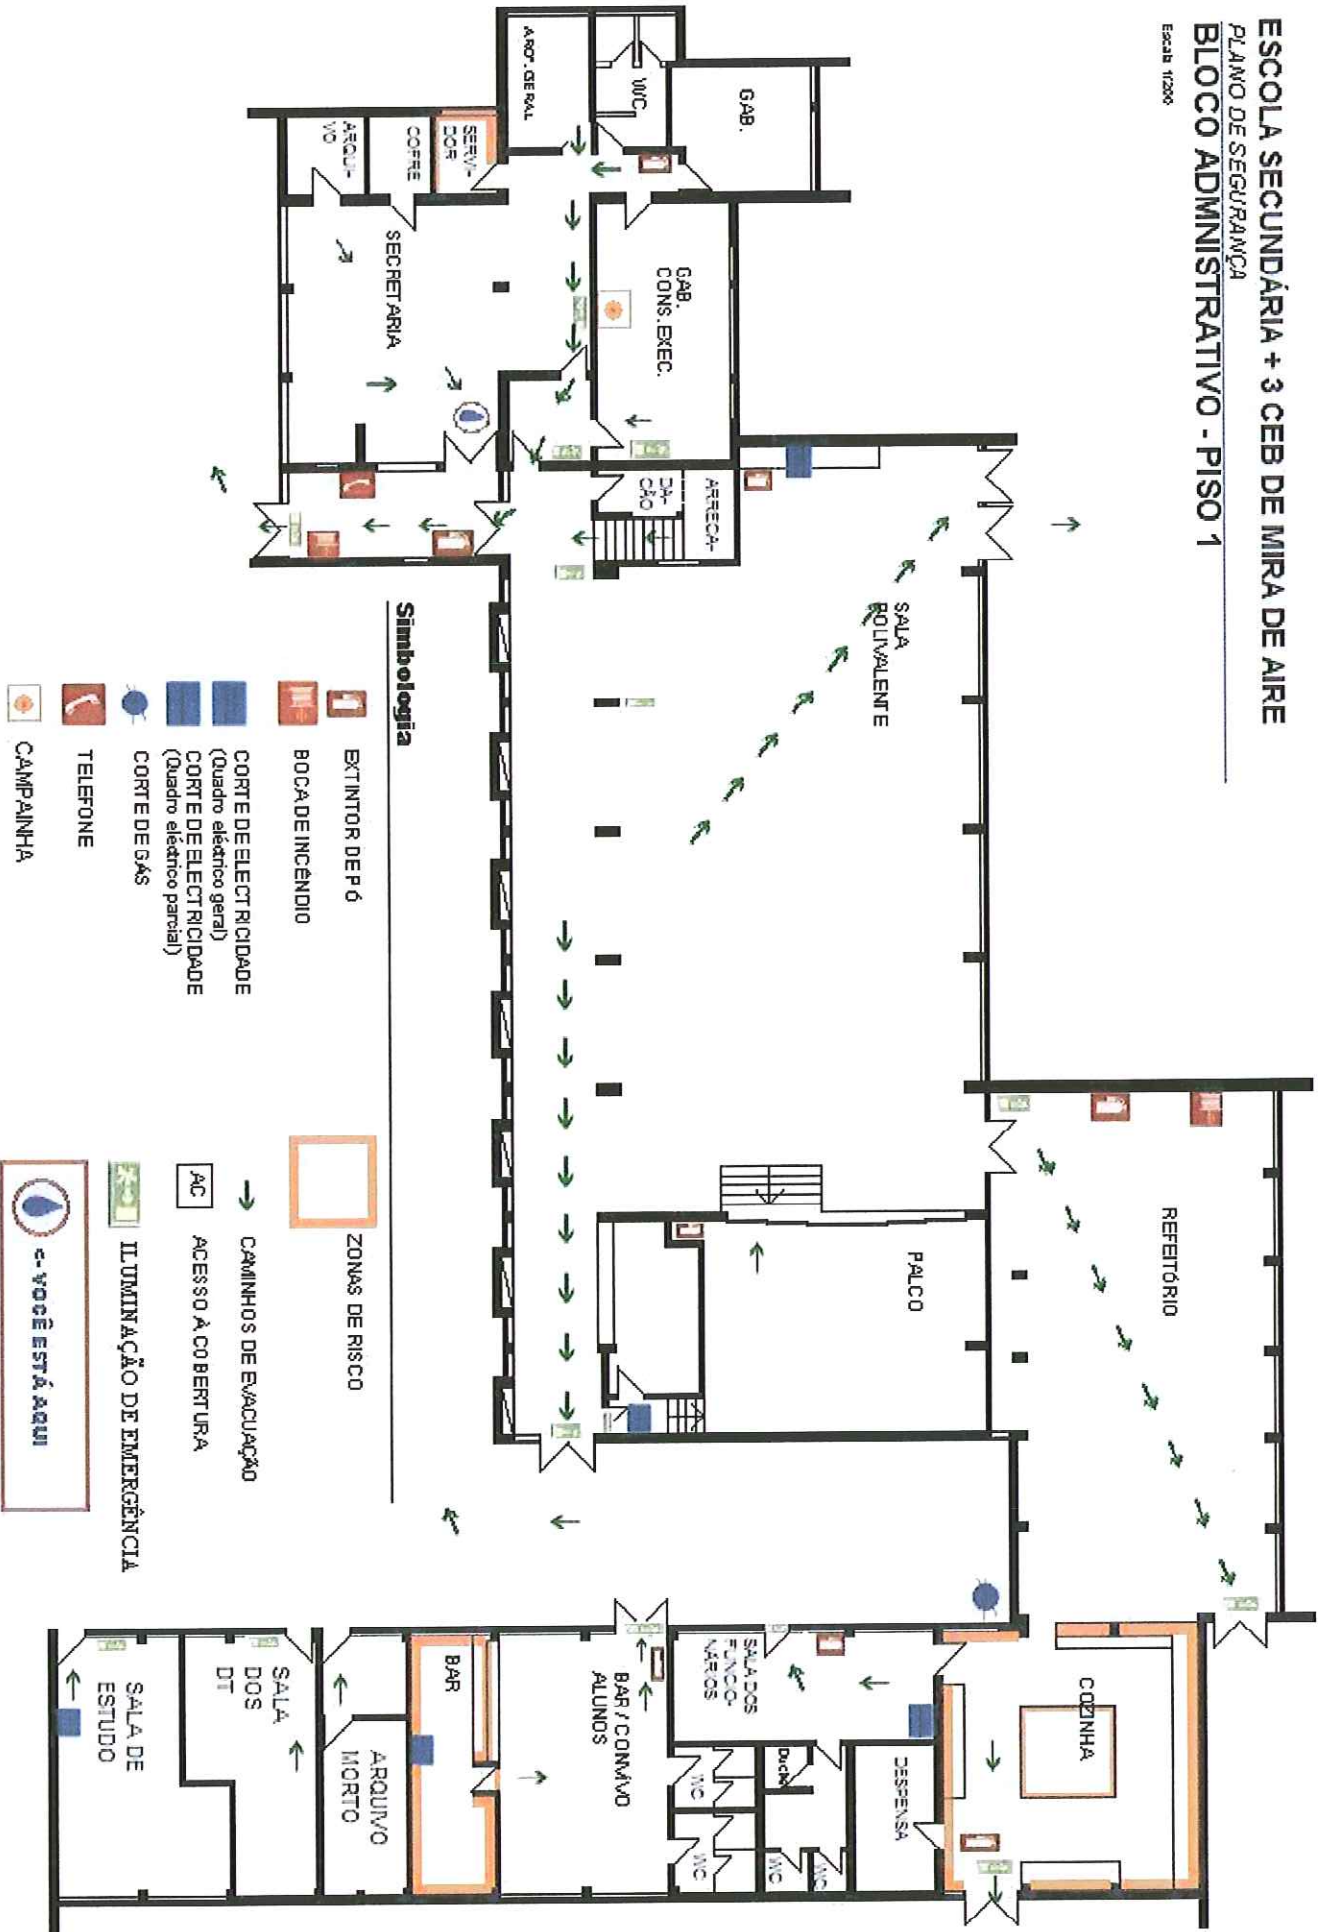 ESCOLA SECUNDÁRIA + 3 CEB DE MIRA DE AIRE
PLANO DE SEGURANÇA
BLOCO ADMNISTRATIVO - PISO 1
Escala 1/200
ARQº. GERAL
WC
GAB.
ARQUI-
VO
COFRE
SERVI-
DOR
SECRETARIA
GAB.
CONS. EXEC.
ARRECA-
DA-
ÇÃO
SALA
POLIVALENTE
REFEITÓRIO
PALCO
COZINHA
DESPENSA
SALA DOS
FUNCIO-
NÁRIOS
Duche
WC
WC
WC
WC
BAR / CONVÍVIO
ALUNOS
BAR
ARQUIVO
MORTO
SALA
DOS
DT
SALA DE
ESTUDO
Simbologia
EXTINTOR DE PÓ
BOCA DE INCÊNDIO
CORTE DE ELECTRICIDADE
(Quadro eléctrico geral)
CORTE DE ELECTRICIDADE
(Quadro eléctrico parcial)
CORTE DE GÁS
TELEFONE
CAMPAINHA
ZONAS DE RISCO
CAMINHOS DE EVACUAÇÃO
AC
ACESSO À COBERTURA
ILUMINAÇÃO DE EMERGÊNCIA
<- VOCÊ ESTÁ AQUI